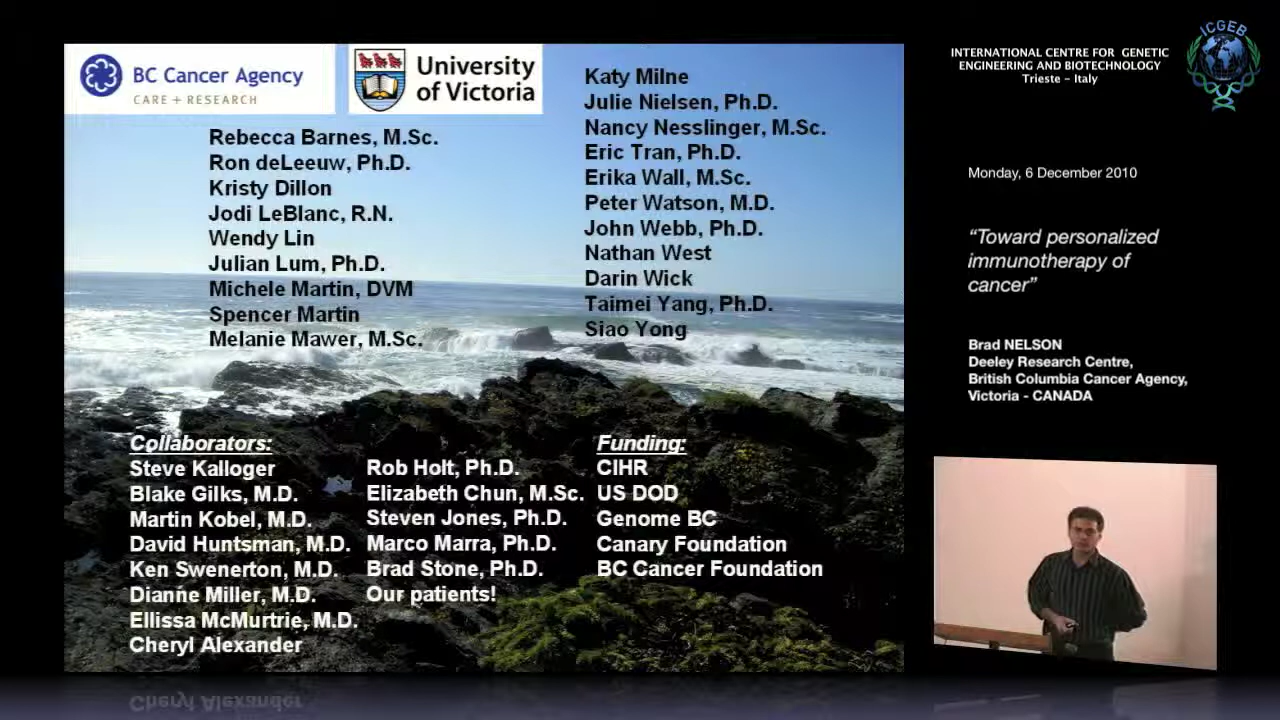 BC Cancer Agency
CARE + RESEARCH
University
of Victoria
Rebecca Barnes, M.Sc.
Ron deLeeuw, Ph.D.
Kristy Dillon
Jodi LeBlanc, R.N.
Wendy Lin
Julian Lum, Ph.D.
Michele Martin, DVM
Spencer Martin
Melanie Mawer, M.Sc.
Katy Milne
Julie Nielsen, Ph.D.
Nancy Nesslinger, M.Sc.
Eric Tran, Ph.D.
Erika Wall, M.Sc.
Peter Watson, M.D.
John Webb, Ph.D.
Nathan West
Darin Wick
Taimei Yang, Ph.D.
Siao Yong
Collaborators:
Steve Kalloger
Blake Gilks, M.D.
Martin Kobel, M.D.
David Huntsman, M.D.
Ken Swenerton, M.D.
Dianne Miller, M.D.
Ellissa McMurtrie, M.D.
Cheryl Alexander
Rob Holt, Ph.D.
Elizabeth Chun, M.Sc.
Steven Jones, Ph.D.
Marco Marra, Ph.D.
Brad Stone, Ph.D.
Our patients!
Funding:
CIHR
US DOD
Genome BC
Canary Foundation
BC Cancer Foundation
INTERNATIONAL CENTRE FOR GENETIC
ENGINEERING AND BIOTECHNOLOGY
Trieste - Italy
ICGEB
Monday, 6 December 2010
“Toward personalized
immunotherapy of
cancer”
Brad NELSON
Deeley Research Centre,
British Columbia Cancer Agency,
Victoria - CANADA